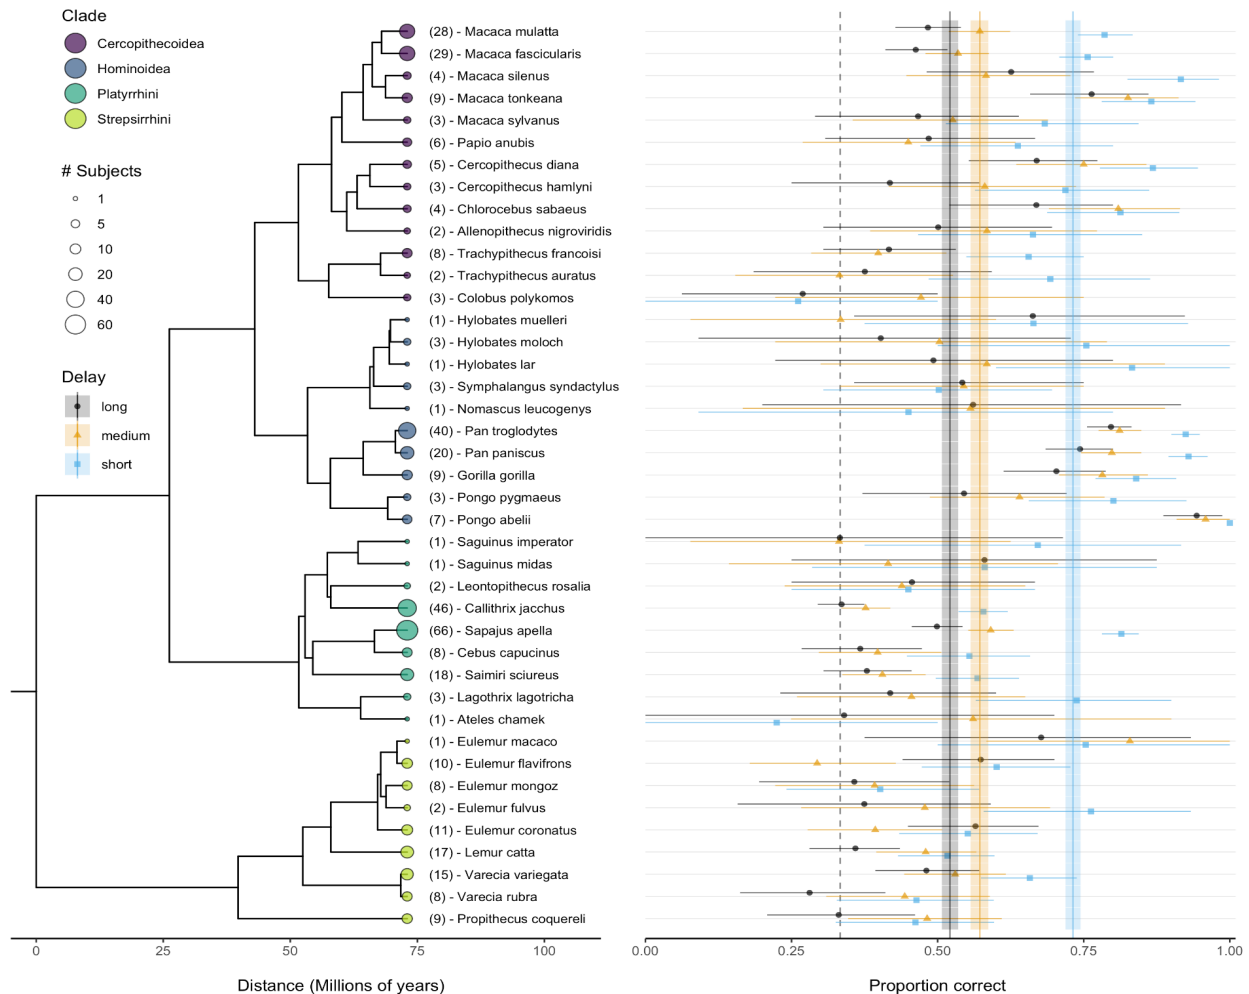 Clade
Cercopithecoidea
Hominoidea
Platyrrhini
Strepsirrhini
# Subjects
1
5
10
20
40
60
Delay
long
medium
short
(28) - Macaca mulatta
(29) - Macaca fascicularis
(4) - Macaca silenus
(9) - Macaca tonkeana
(3) - Macaca sylvanus
(6) - Papio anubis
(5) - Cercopithecus diana
(3) - Cercopithecus hamlyni
(4) - Chlorocebus sabaeus
(2) - Allenopithecus nigroviridis
(8) - Trachypithecus francoisi
(2) - Trachypithecus auratus
(3) - Colobus polykomos
(1) - Hylobates muelleri
(3) - Hylobates moloch
(1) - Hylobates lar
(3) - Symphalangus syndactylus
(1) - Nomascus leucogenys
(40) - Pan troglodytes
(20) - Pan paniscus
(9) - Gorilla gorilla
(3) - Pongo pygmaeus
(7) - Pongo abelii
(1) - Saguinus imperator
(1) - Saguinus midas
(2) - Leontopithecus rosalia
(46) - Callithrix jacchus
(66) - Sapajus apella
(8) - Cebus capucinus
(18) - Saimiri sciureus
(3) - Lagothrix lagotricha
(1) - Ateles chamek
(1) - Eulemur macaco
(10) - Eulemur flavifrons
(8) - Eulemur mongoz
(2) - Eulemur fulvus
(11) - Eulemur coronatus
(17) - Lemur catta
(15) - Varecia variegata
(8) - Varecia rubra
(9) - Propithecus coquereli
0 25 50 75 100
Distance (Millions of years)
0.00 0.25 0.50 0.75 1.00
Proportion correct